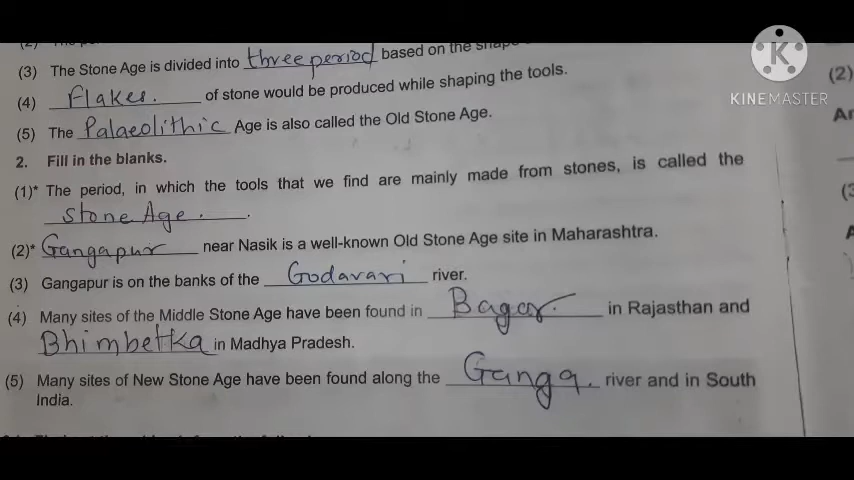 (3) The Stone Age is divided into three period based on the shape
(4) Flakes. of stone would be produced while shaping the tools.
(5) The Palaeolithic Age is also called the Old Stone Age.
2. Fill in the blanks.
(1)* The period, in which the tools that we find are mainly made from stones, is called the
Stone Age. .
(2)* Gangapur near Nasik is a well-known Old Stone Age site in Maharashtra.
(3) Gangapur is on the banks of the Godavari river.
(4) Many sites of the Middle Stone Age have been found in Bagor. in Rajasthan and
Bhimbetka in Madhya Pradesh.
(5) Many sites of New Stone Age have been found along the Ganga. river and in South
India.
K
KINEMASTER
(2)